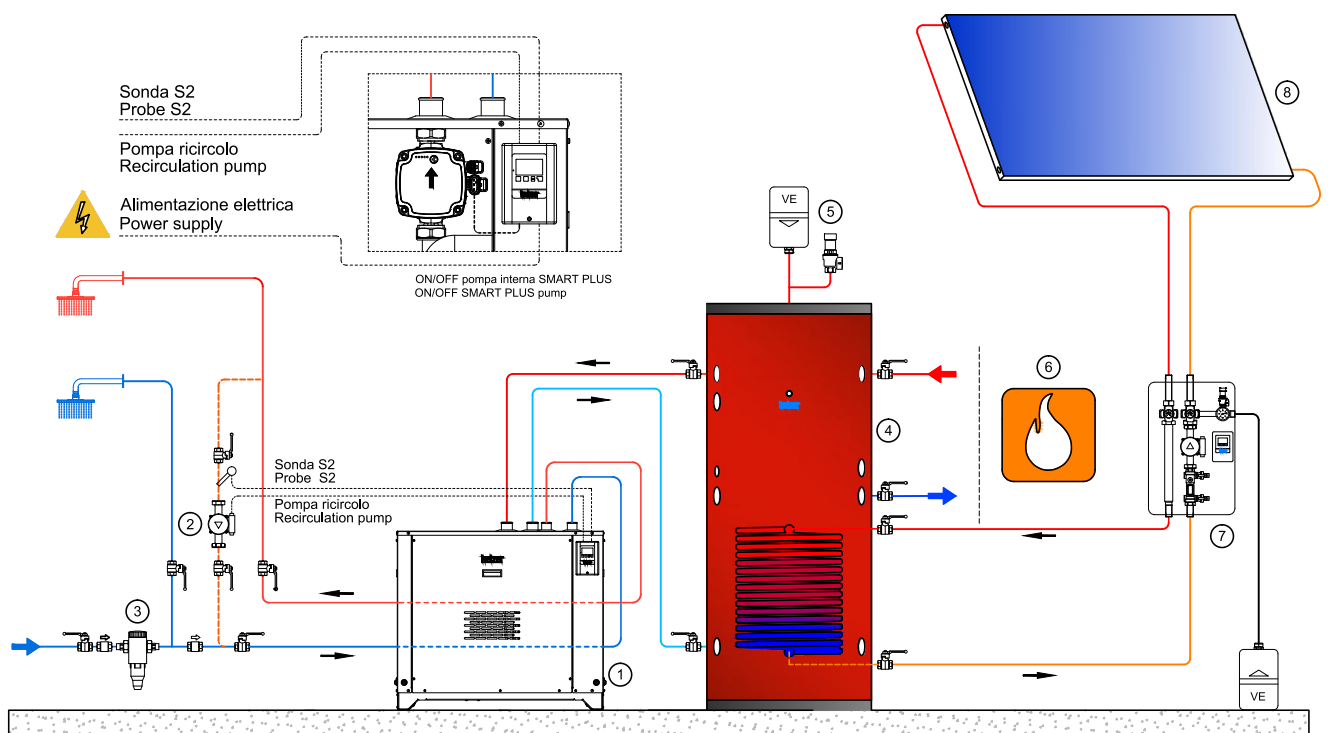 Sonda S2
Probe S2
Pompa ricircolo
Recirculation pump
Alimentazione elettrica
Power supply
ON/OFF pompa interna SMART PLUS
ON/OFF SMART PLUS pump
VE
5
8
6
4
Sonda S2
Probe S2
Pompa ricircolo
Recirculation pump
2
7
3
1
VE